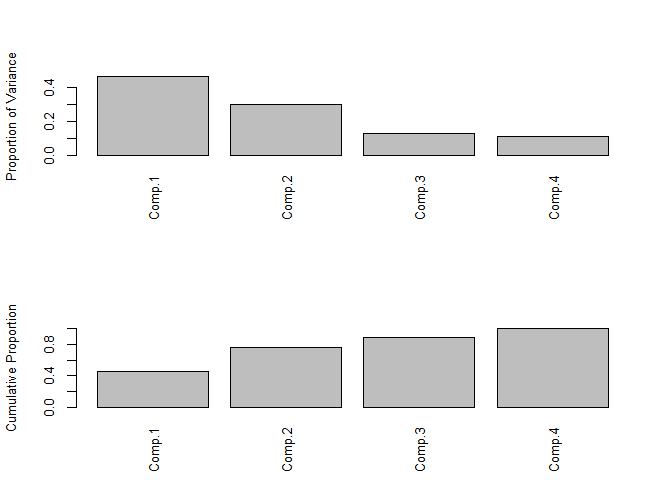 Proportion of Variance
0.4
0.2
0.0
Comp.1
Comp.2
Comp.3
Comp.4
Cumulative Proportion
0.8
0.4
0.0
Comp.1
Comp.2
Comp.3
Comp.4